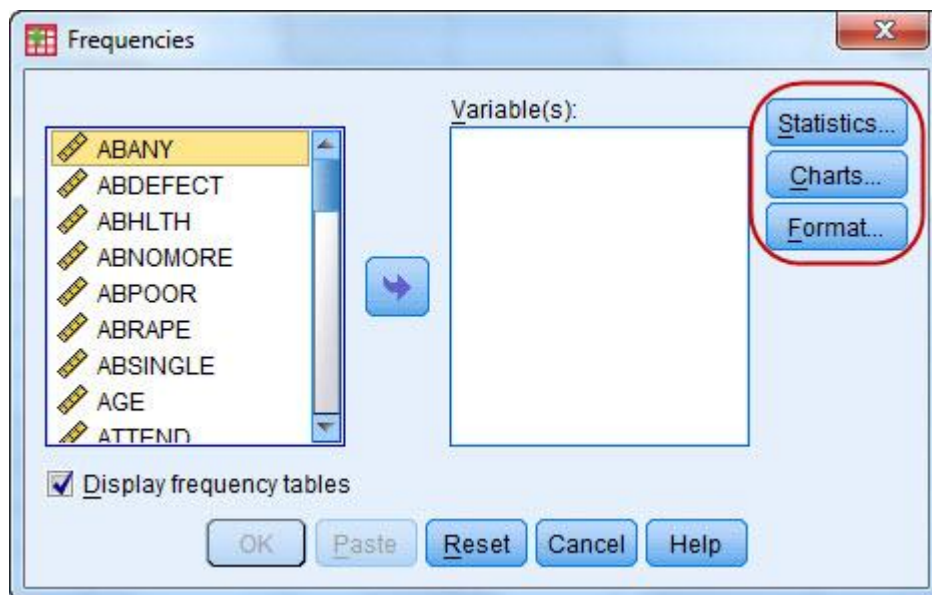 Frequencies
Variable(s):
ABANY
ABDEFECT
ABHLTH
ABNOMORE
ABPOOR
ABRAPE
ABSINGLE
AGE
ATTEND
Statistics...
Charts...
Format...
Display frequency tables
OK
Paste
Reset
Cancel
Help